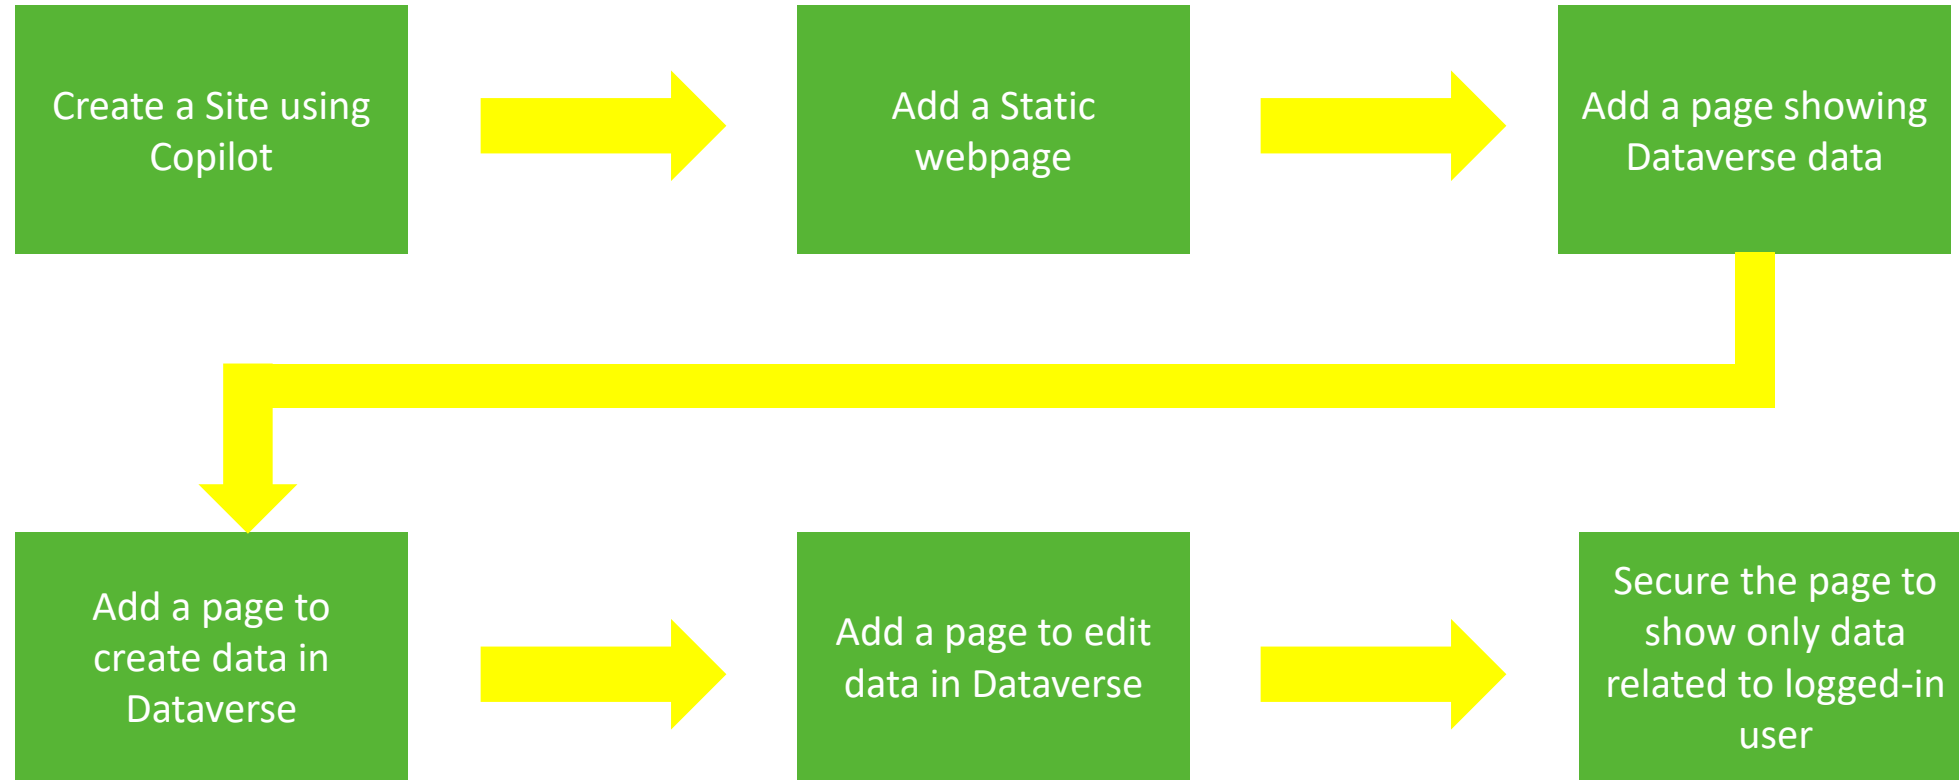 Create a Site using
Copilot
Add a Static
webpage
Add a page showing
Dataverse data
Add a page to
create data in
Dataverse
Add a page to edit
data in Dataverse
Secure the page to
show only data
related to logged-in
user